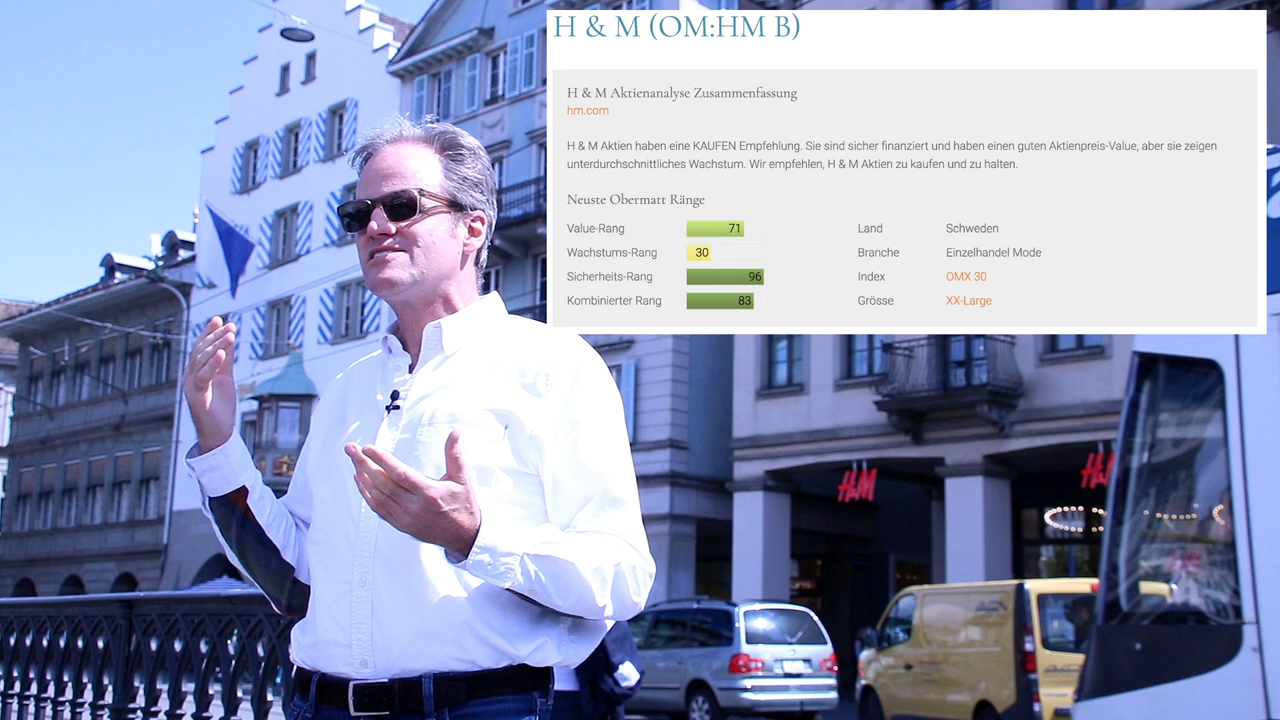 H & M (OM:HM B)
H & M Aktienanalyse Zusammenfassung
hm.com
H & M Aktien haben eine KAUFEN Empfehlung. Sie sind sicher finanziert und haben einen guten Aktienpreis-Value, aber sie zeigen
unterdurchschnittliches Wachstum. Wir empfehlen, H & M Aktien zu kaufen und zu halten.
Neuste Obermatt Ränge
Value-Rang 71 Land Schweden
Wachstums-Rang 30 Branche Einzelhandel Mode
Sicherheits-Rang 96 Index OMX 30
Kombinierter Rang 83 Grösse XX-Large
H&M
H&M